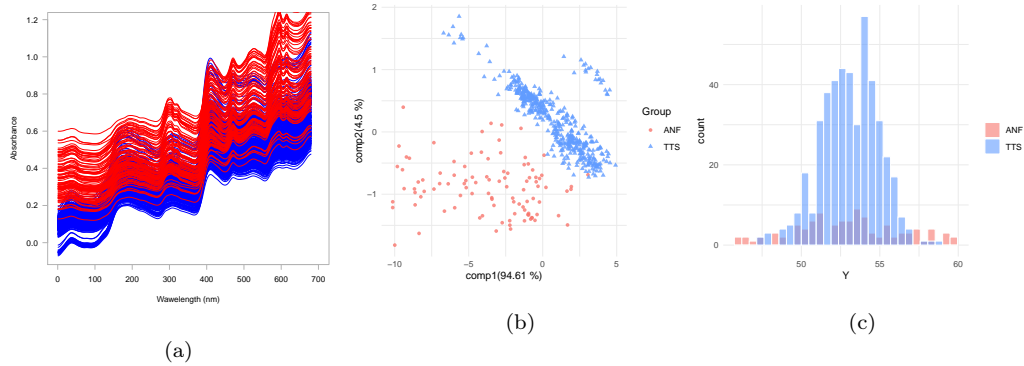 Absorbance
1.2
1.0
0.8
0.6
0.4
0.2
0.0
0 100 200 300 400 500 600 700
Wawelength (nm)
(a)
comp2(4.5 %)
2
1
0
−1
−10 −5 0 5
comp1(94.61 %)
Group
ANF
TTS
(b)
count
40
20
0
50 55 60
Y
ANF
TTS
(c)